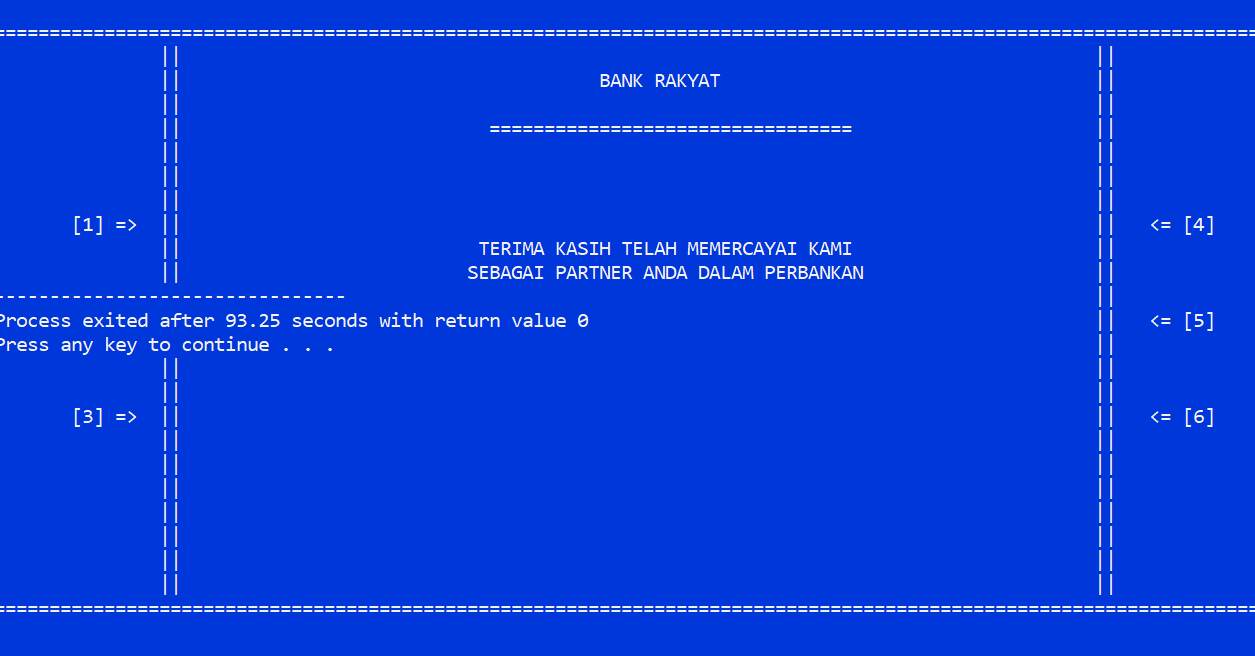 BANK RAKYAT
================================
[1] => <= [4]
TERIMA KASIH TELAH MEMERCAYAI KAMI
SEBAGAI PARTNER ANDA DALAM PERBANKAN
--------------------------------
Process exited after 93.25 seconds with return value 0 <= [5]
Press any key to continue . . .
[3] => <= [6]